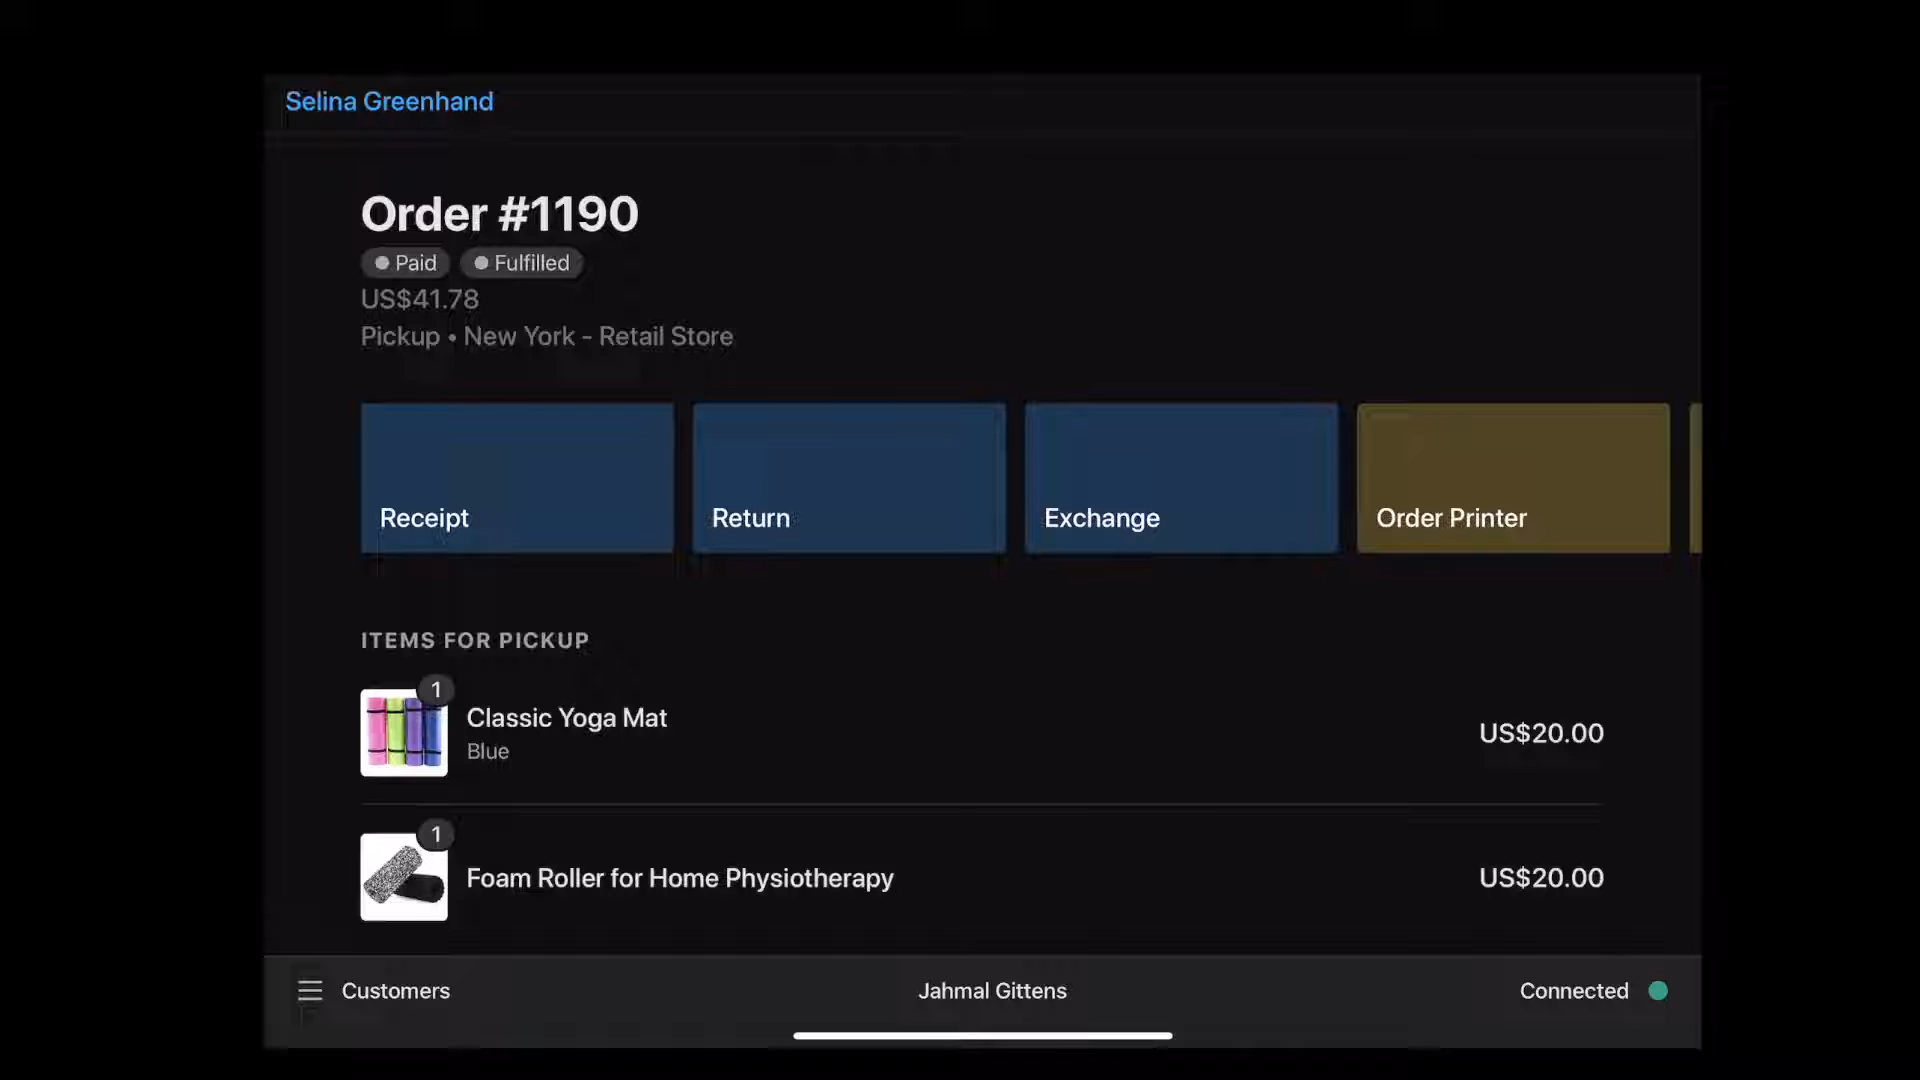 Selina Greenhand
Order #1190
Paid Fulfilled
US$41.78
Pickup • New York - Retail Store
Receipt Return Exchange Order Printer
ITEMS FOR PICKUP
1
Classic Yoga Mat
Blue
US$20.00
1
Foam Roller for Home Physiotherapy
US$20.00
Customers Jahmal Gittens Connected